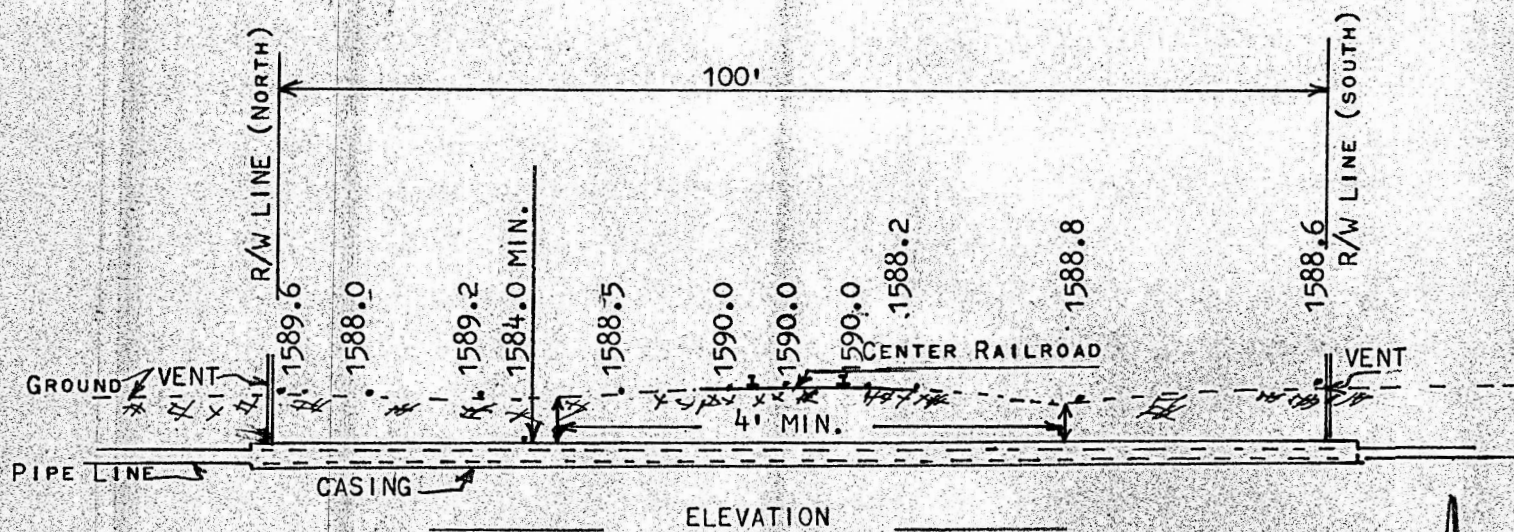 100'
R/W LINE (NORTH)
R/W LINE (SOUTH)
1589.6
1588.0
1589.2
1584.0 MIN.
1588.5
1590.0
1590.0
590.0
1588.2
1588.8
1588.6
GROUND
VENT
CENTER RAILROAD
VENT
4' MIN.
PIPE LINE
CASING
ELEVATION